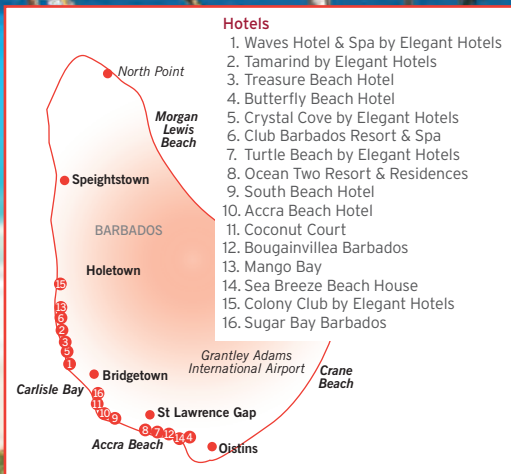 Hotels
1. Waves Hotel & Spa by Elegant Hotels
2. Tamarind by Elegant Hotels
3. Treasure Beach Hotel
4. Butterfly Beach Hotel
5. Crystal Cove by Elegant Hotels
6. Club Barbados Resort & Spa
7. Turtle Beach by Elegant Hotels
8. Ocean Two Resort & Residences
9. South Beach Hotel
10. Accra Beach Hotel
11. Coconut Court
12. Bougainvillea Barbados
13. Mango Bay
14. Sea Breeze Beach House
15. Colony Club by Elegant Hotels
16. Sugar Bay Barbados
North Point
Morgan
Lewis
Beach
Speightstown
BARBADOS
Holetown
15
13
6
2
3
5
1
Grantley Adams
International Airport
Crane
Beach
Bridgetown
Carlisle Bay
16
11
10
9
St Lawrence Gap
8
7
12
14
4
Accra Beach
Oistins